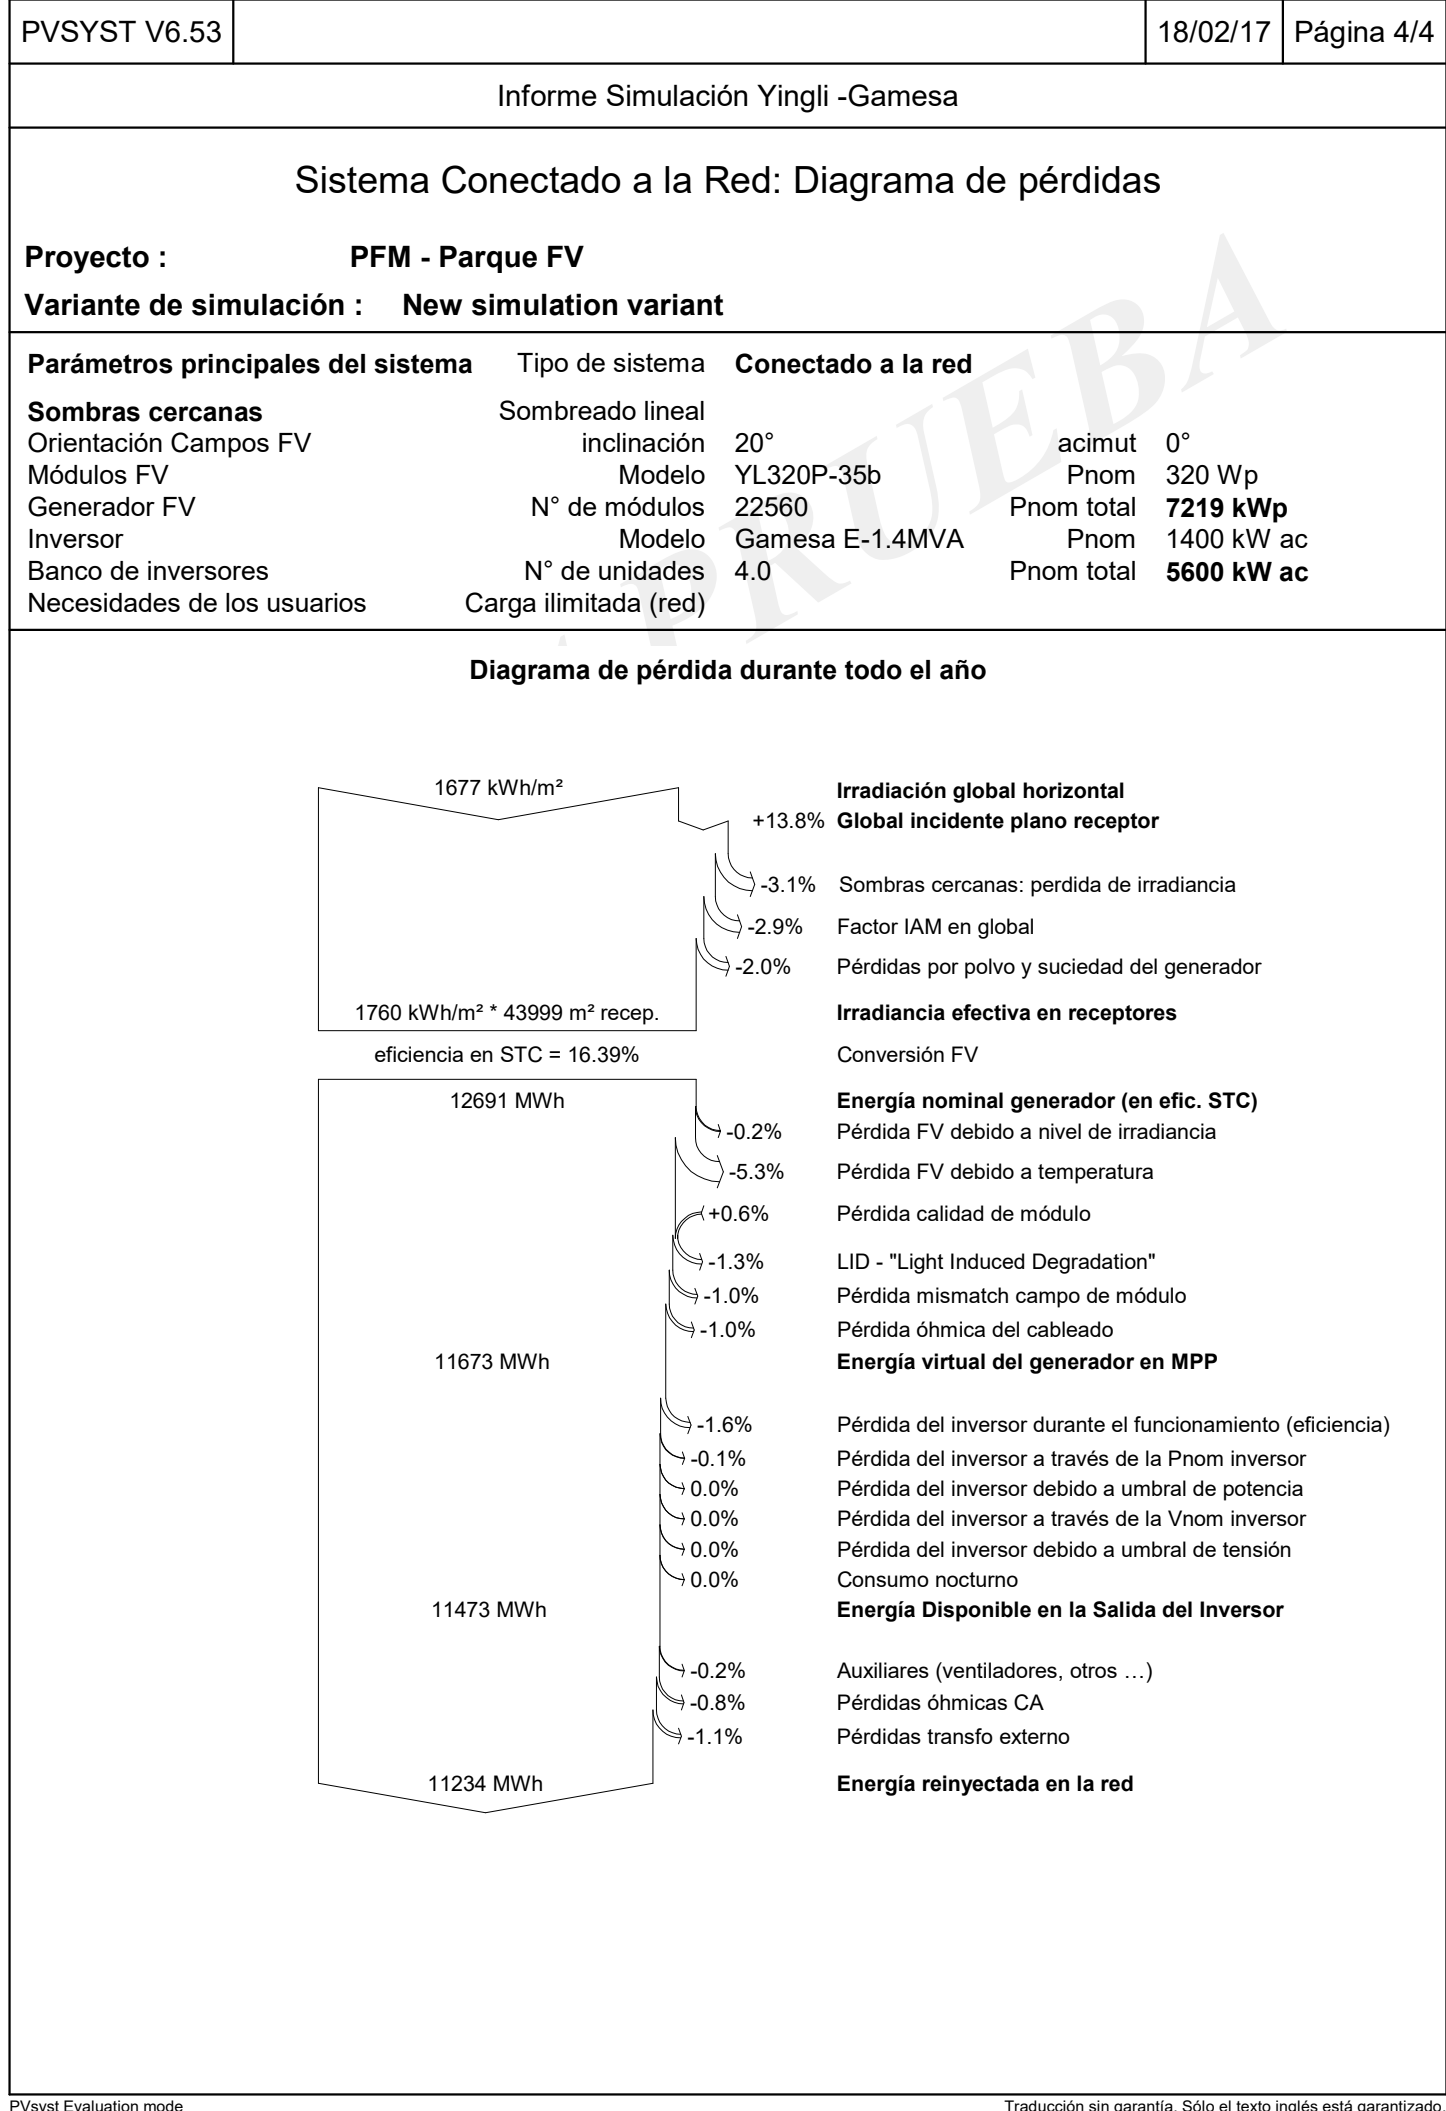 PVSYST V6.53 18/02/17 Página 4/4
Informe Simulación Yingli -Gamesa
Sistema Conectado a la Red: Diagrama de pérdidas
Proyecto : PFM - Parque FV
Variante de simulación : New simulation variant
Parámetros principales del sistema Tipo de sistema Conectado a la red
Sombras cercanas Sombreado lineal
Orientación Campos FV inclinación 20° acimut 0°
Módulos FV Modelo YL320P-35b Pnom 320 Wp
Generador FV N° de módulos 22560 Pnom total 7219 kWp
Inversor Modelo Gamesa E-1.4MVA Pnom 1400 kW ac
Banco de inversores N° de unidades 4.0 Pnom total 5600 kW ac
Necesidades de los usuarios Carga ilimitada (red)
PRUEBA
Diagrama de pérdida durante todo el año
1677 kWh/m² Irradiación global horizontal
+13.8% Global incidente plano receptor
-3.1% Sombras cercanas: perdida de irradiancia
-2.9% Factor IAM en global
-2.0% Pérdidas por polvo y suciedad del generador
1760 kWh/m² * 43999 m² recep. Irradiancia efectiva en receptores
eficiencia en STC = 16.39% Conversión FV
12691 MWh Energía nominal generador (en efic. STC)
-0.2% Pérdida FV debido a nivel de irradiancia
-5.3% Pérdida FV debido a temperatura
+0.6% Pérdida calidad de módulo
-1.3% LID - "Light Induced Degradation"
-1.0% Pérdida mismatch campo de módulo
-1.0% Pérdida óhmica del cableado
11673 MWh Energía virtual del generador en MPP
-1.6% Pérdida del inversor durante el funcionamiento (eficiencia)
-0.1% Pérdida del inversor a través de la Pnom inversor
0.0% Pérdida del inversor debido a umbral de potencia
0.0% Pérdida del inversor a través de la Vnom inversor
0.0% Pérdida del inversor debido a umbral de tensión
0.0% Consumo nocturno
11473 MWh Energía Disponible en la Salida del Inversor
-0.2% Auxiliares (ventiladores, otros …)
-0.8% Pérdidas óhmicas CA
-1.1% Pérdidas transfo externo
11234 MWh Energía reinyectada en la red
PVsyst Evaluation mode Traducción sin garantía, Sólo el texto inglés está garantizado.